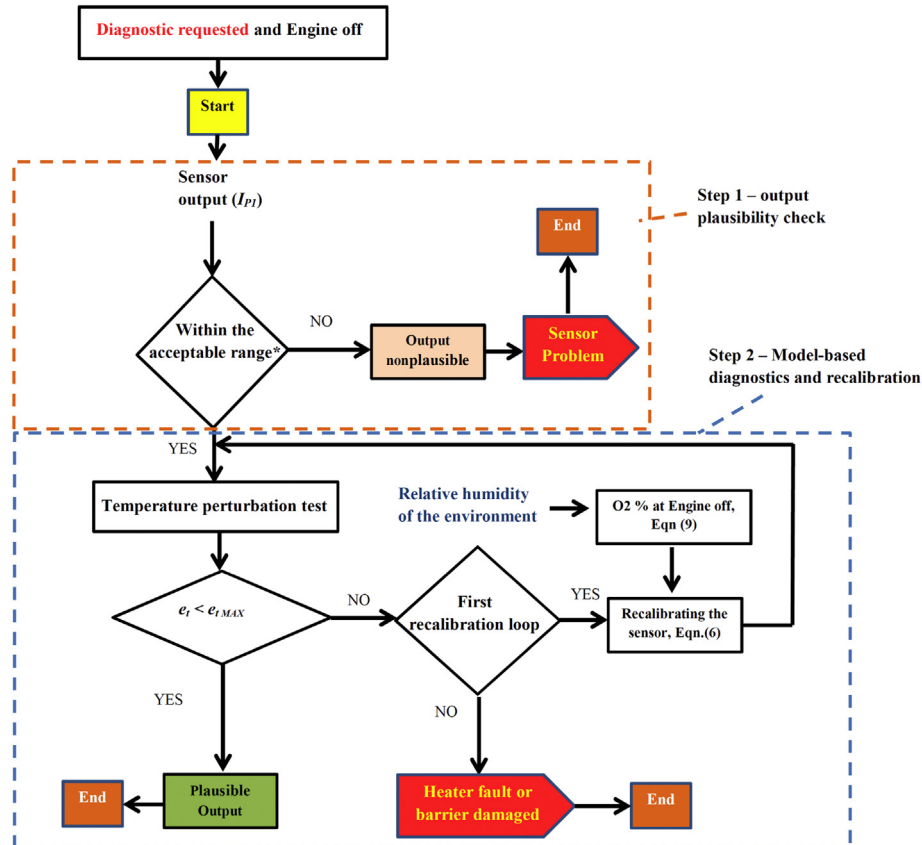 Diagnostic requested and Engine off
Start
Sensor
output (IP1)
Step 1 – output
plausibility check
End
Within the
acceptable range*
NO
Output
nonplausible
Sensor
Problem
Step 2 – Model-based
diagnostics and recalibration
YES
Temperature perturbation test
Relative humidity
of the environment
O2 % at Engine off,
Eqn (9)
et < et MAX
NO
First
recalibration loop
YES
Recalibrating the
sensor, Eqn.(6)
YES
NO
End
Plausible
Output
Heater fault or
barrier damaged
End